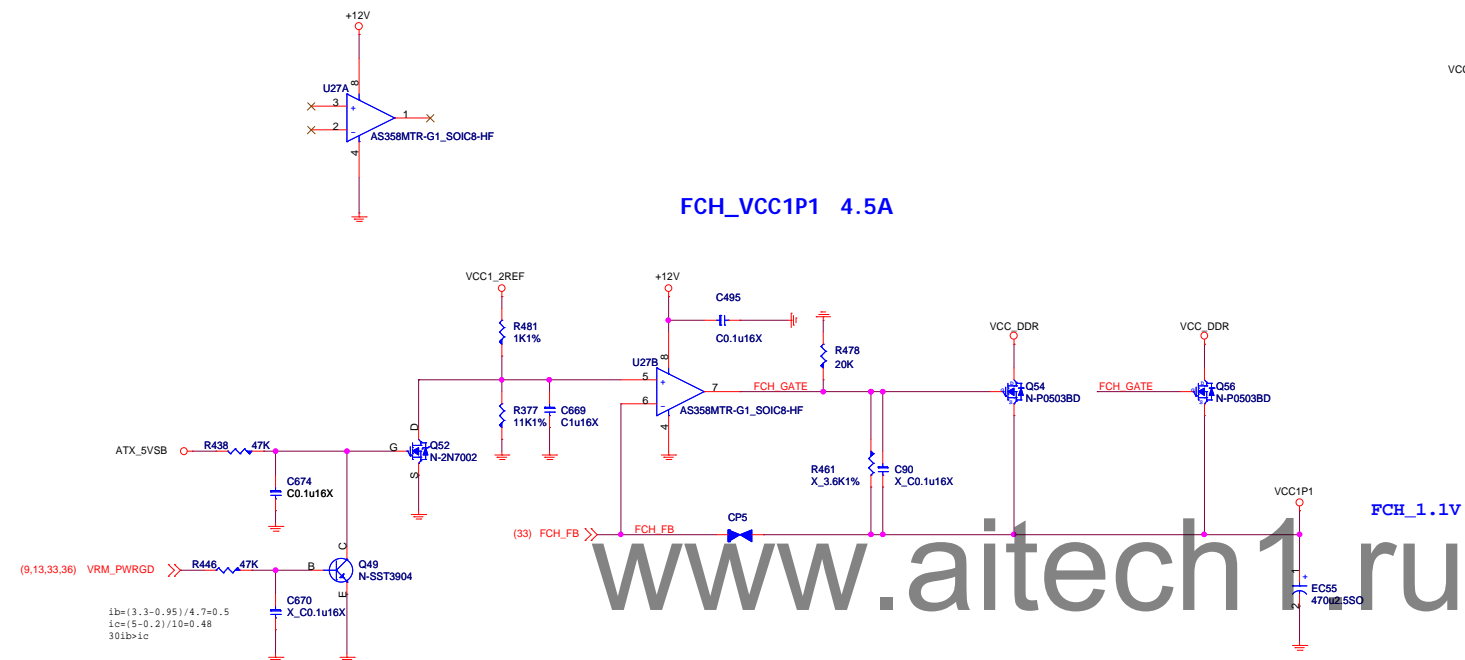 +12V
VCC
8
U27A
3
+
1
2
-
AS358MTR-G1_SOIC8-HF
4
FCH_VCC1P1 4.5A
VCC1_2REF
+12V
C495
R481
1K1%
C0.1u16X
VCC_DDR
VCC_DDR
R478
20K
8
U27B
5
+
7
FCH_GATE
6
-
AS358MTR-G1_SOIC8-HF
Q54
N-P0503BD
FCH_GATE
Q56
N-P0503BD
R377
11K1%
C669
C1u16X
4
D
ATX_5VSB
R438
47K
G
Q52
N-2N7002
S
R461
X_3.6K1%
C90
X_C0.1u16X
C674
C0.1u16X
VCC1P1
FCH_1.1V
CP5
(33) FCH_FB
FCH_FB
www.aitech1.ru
C
(9,13,33,36) VRM_PWRGD
R446
47K
B
Q49
N-SST3904
E
1
+
EC55
470u2.5SO
2
C670
X_C0.1u16X
ib=(3.3-0.95)/4.7=0.5
ic=(5-0.2)/10=0.48
30ib>ic